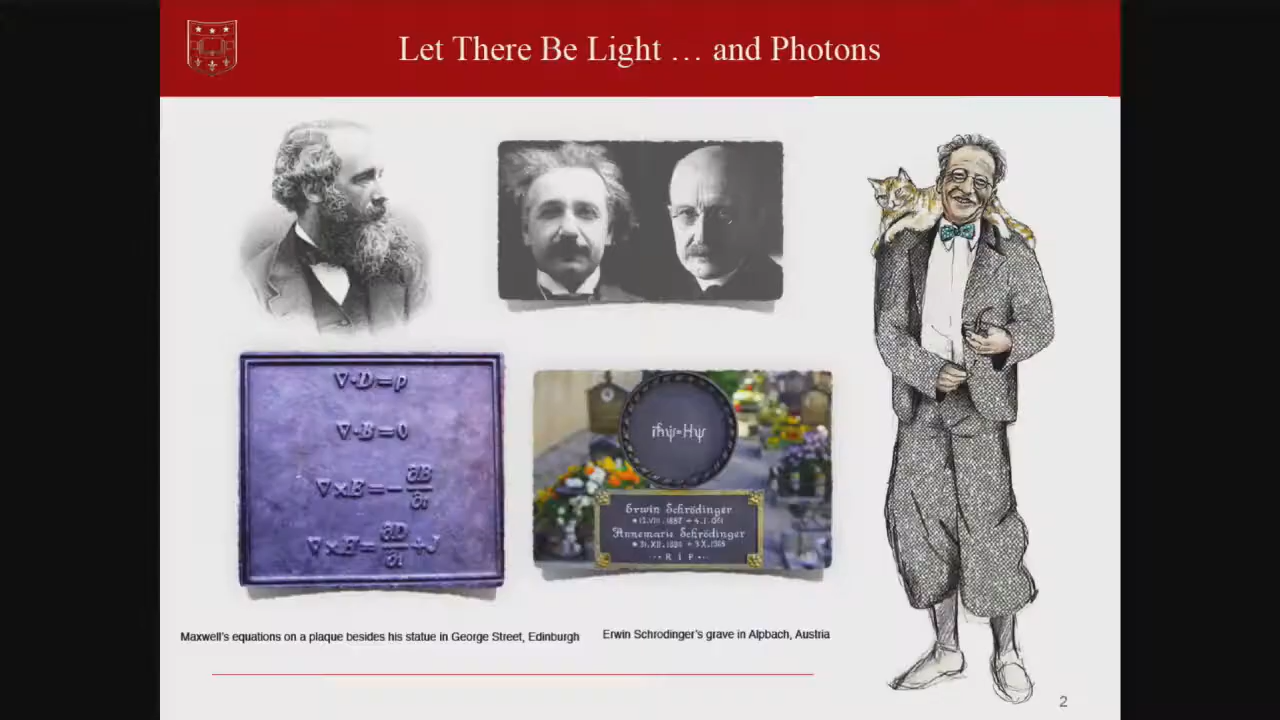 Let There Be Light … and Photons
∇·D=ρ
∇·B=0
∇×E=-∂B/∂t
∂D/∂t+J
iħψ=Hψ
Erwin Schrödinger
Annemarie Schrödinger
R I P
Maxwell's equations on a plaque besides his statue in George Street, Edinburgh
Erwin Schrodinger's grave in Alpbach, Austria
2